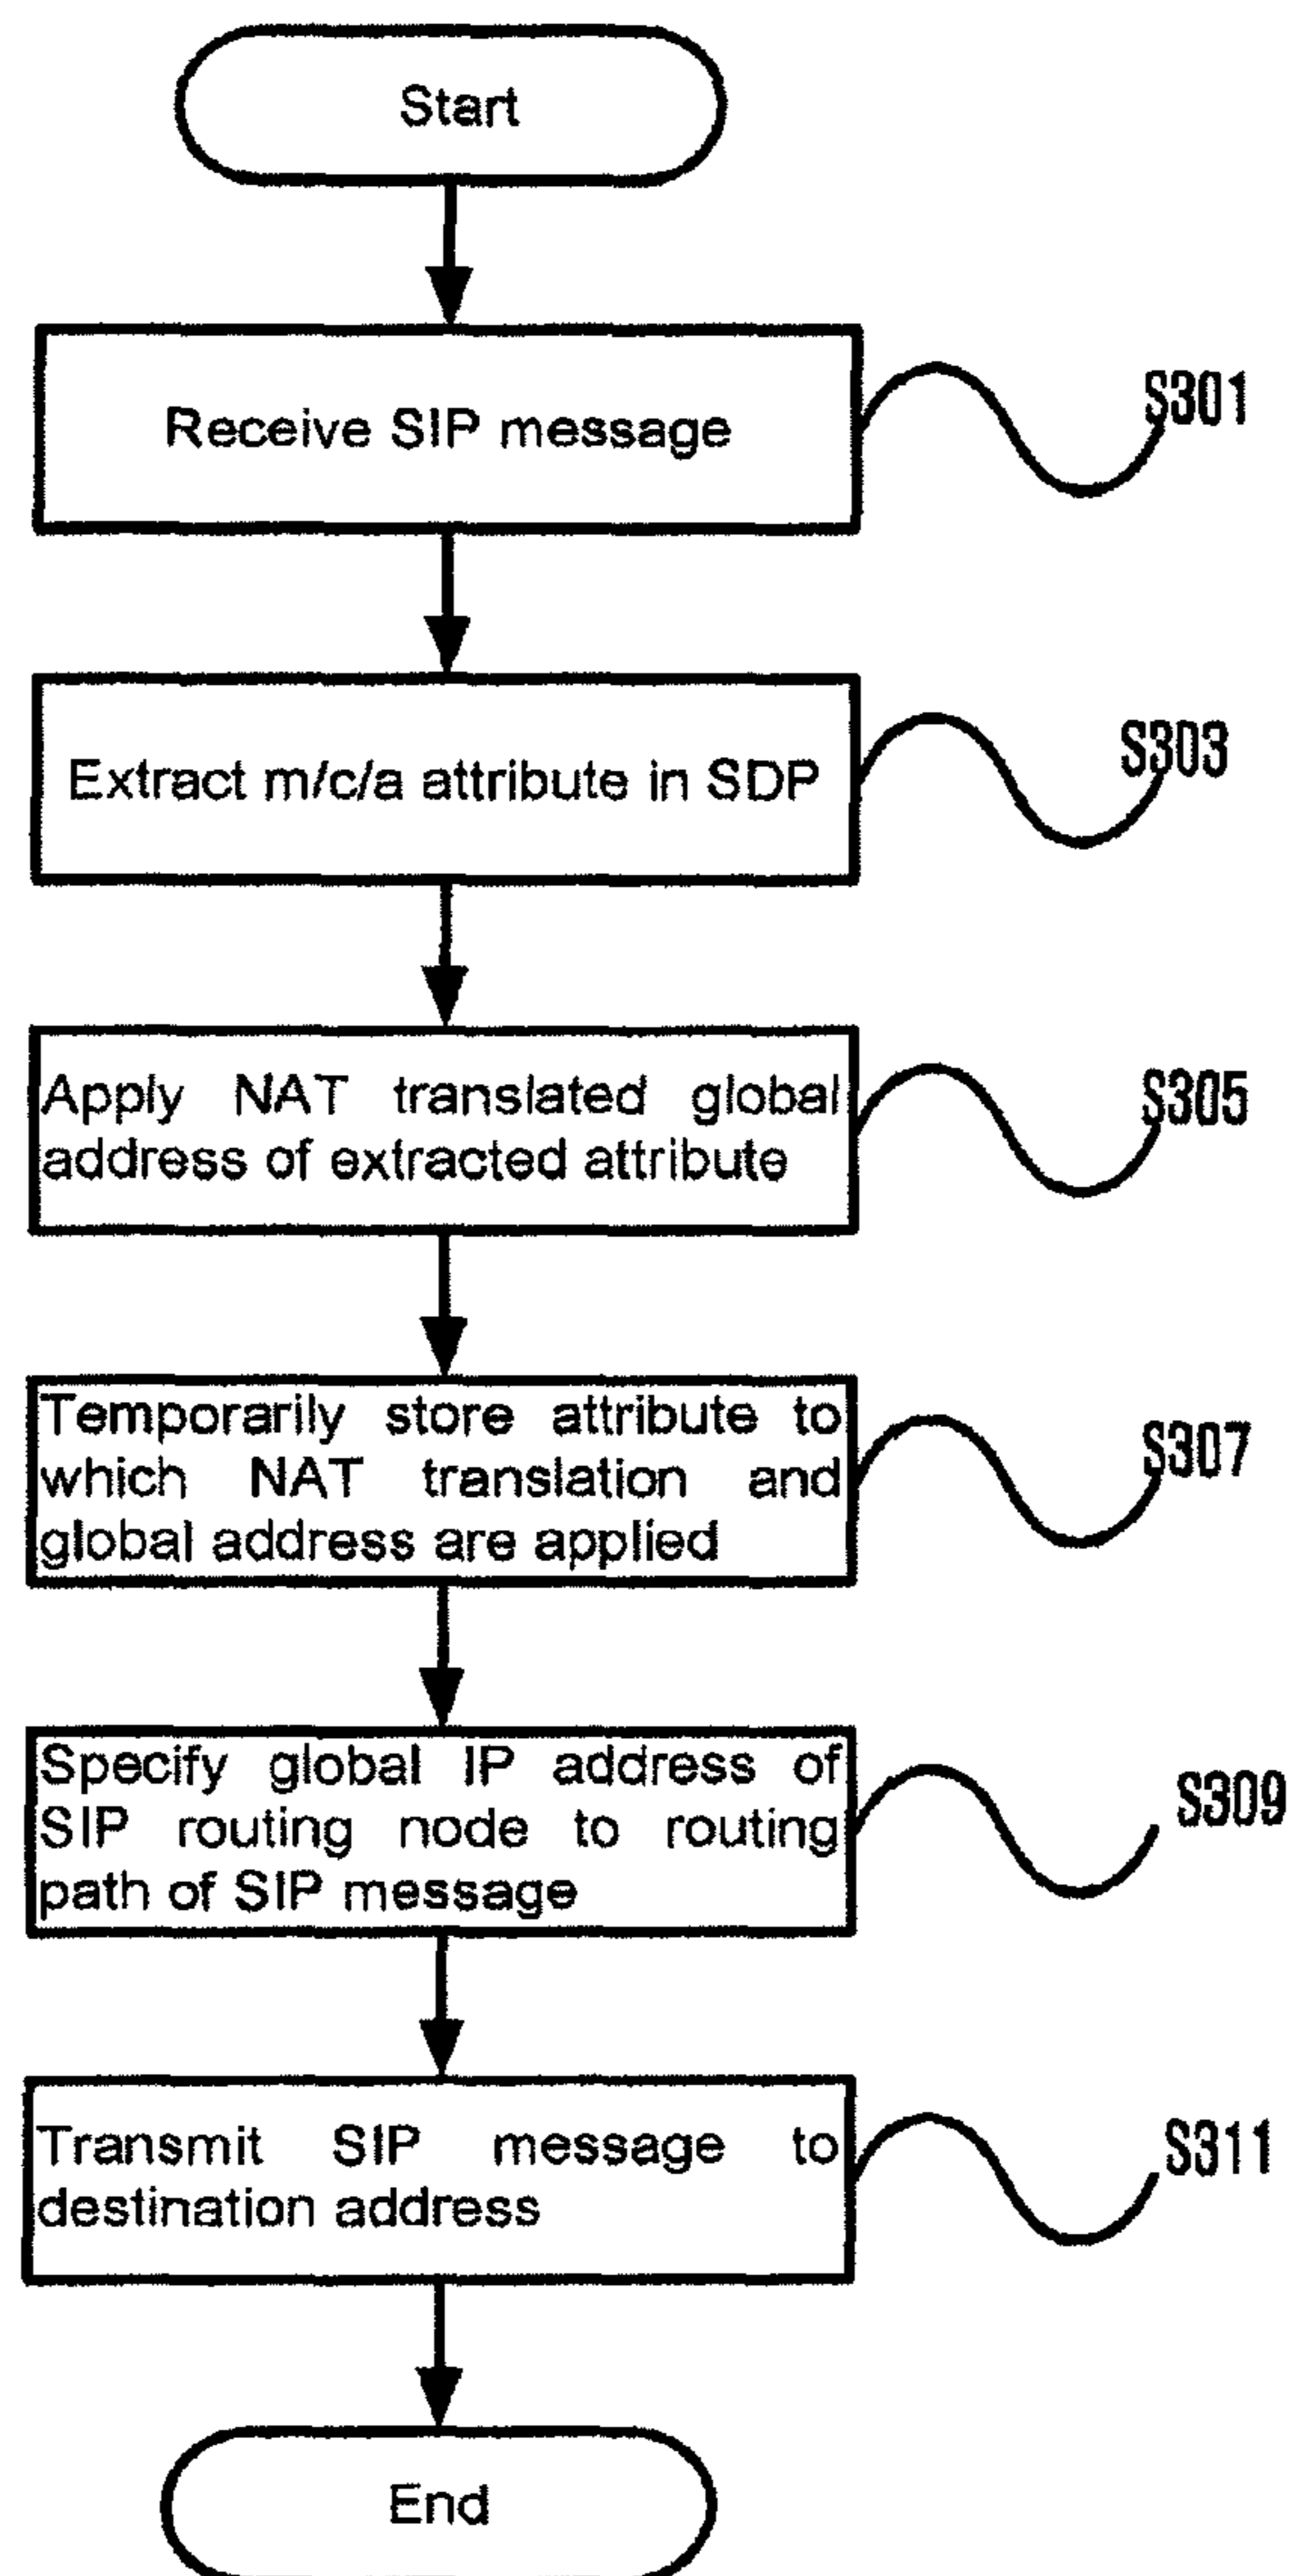 Start
Receive SIP message
S301
Extract m/c/a attribute in SDP
S303
Apply NAT translated global
address of extracted attribute
S305
Temporarily store attribute to
which NAT translation and
global address are applied
S307
Specify global IP address of
SIP routing node to routing
path of SIP message
S309
Transmit SIP message to
destination address
S311
End